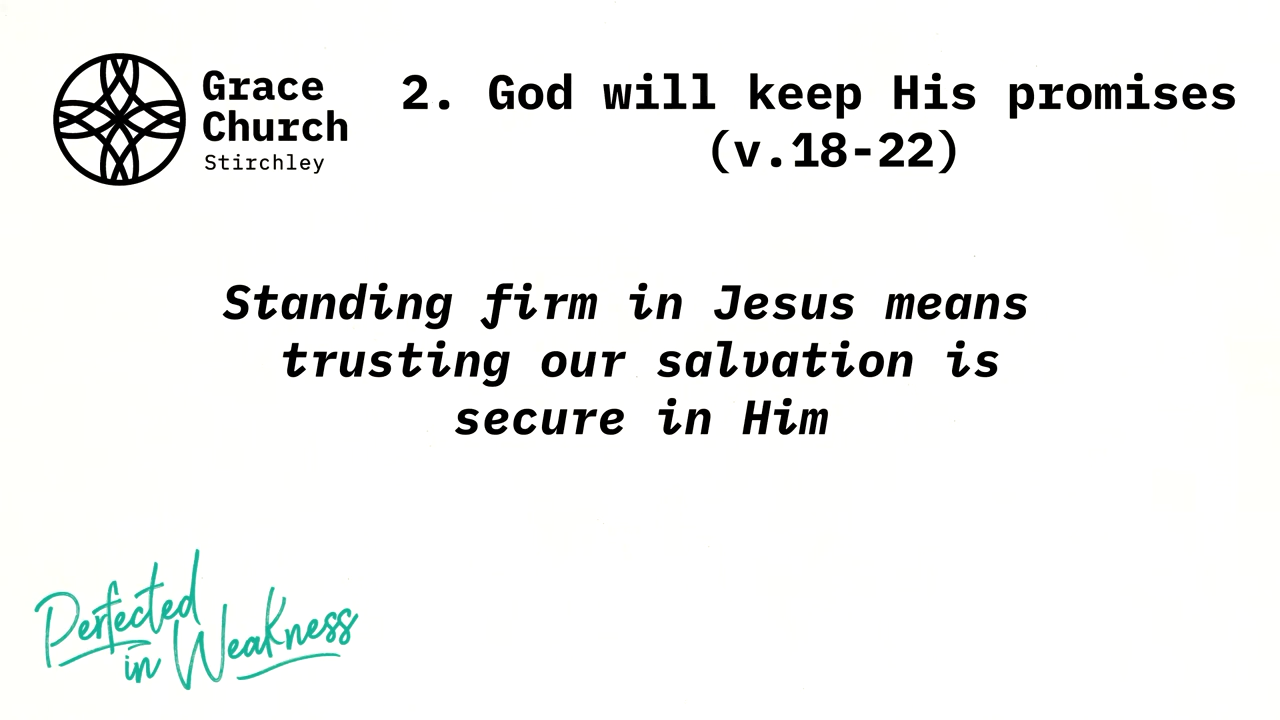 Grace
Church
Stirchley
2. God will keep His promises
(v.18-22)
Standing firm in Jesus means
trusting our salvation is
secure in Him
Perfected
in Weakness